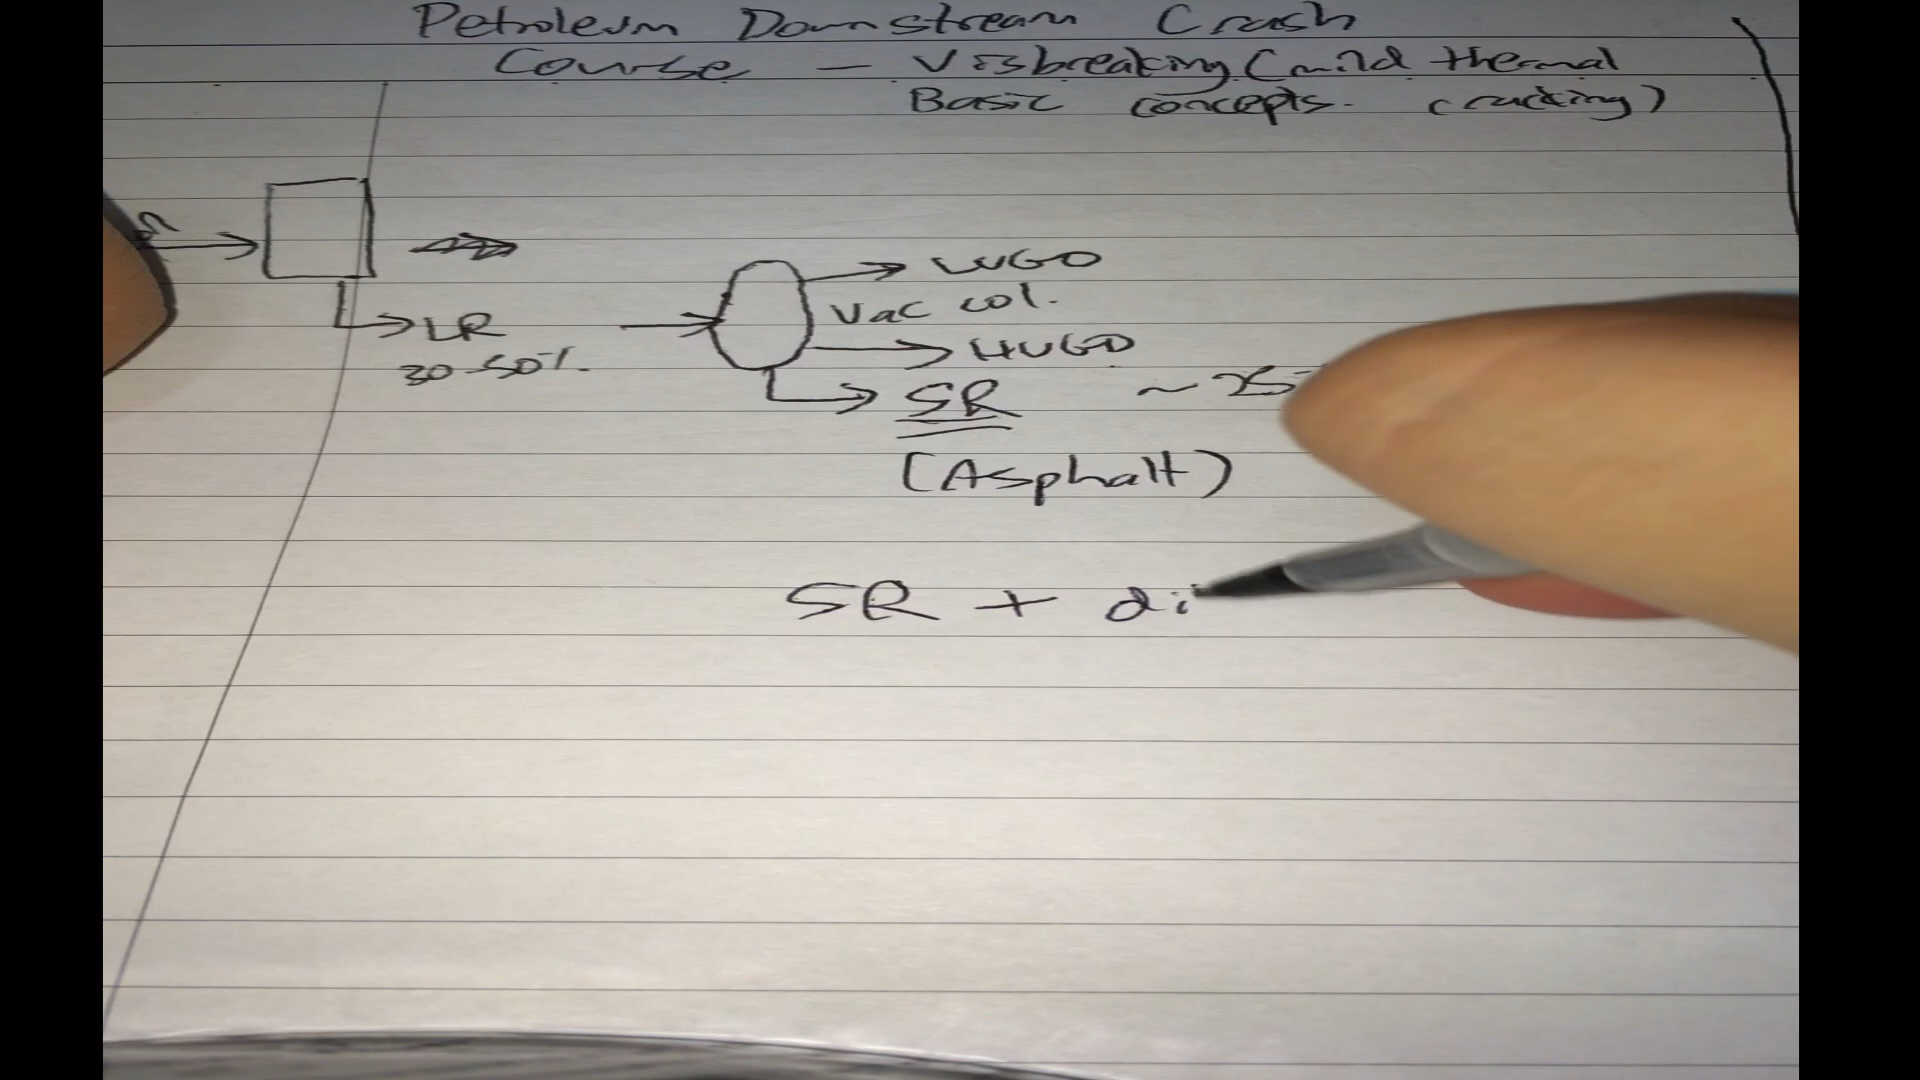 Petroleum Downstream Crash
Course - Visbreaking (mild thermal
Basic concepts. cracking)
LVGO
Vac col.
LR
HVGO
30-50%.
SR ~ 25
(Asphalt)
SR + di